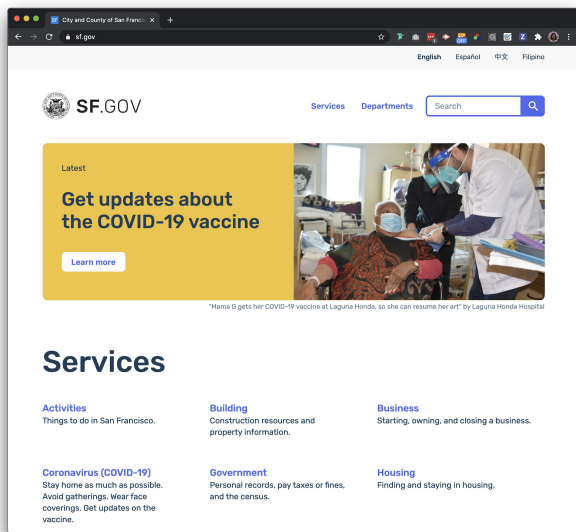 City and County of San Francis
sf.gov
English Español 中文 Filipino
SF.GOV
Services Departments Search
Latest
Get updates about
the COVID-19 vaccine
Learn more
"Mama G gets her COVID-19 vaccine at Laguna Honda, so she can resume her art" by Laguna Honda Hospital
Services
Activities
Things to do in San Francisco.
Building
Construction resources and
property information.
Business
Starting, owning, and closing a business.
Coronavirus (COVID-19)
Stay home as much as possible.
Avoid gatherings. Wear face
coverings. Get updates on the
vaccine.
Government
Personal records, pay taxes or fines,
and the census.
Housing
Finding and staying in housing.